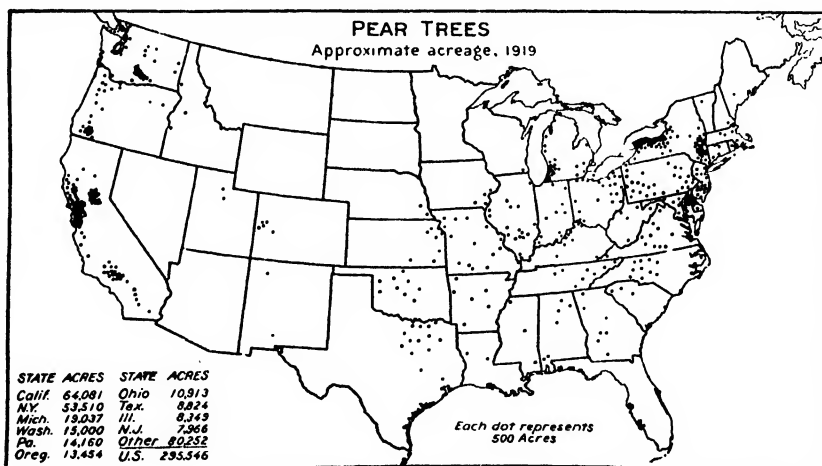 PEAR TREES
Approximate acreage, 1919
STATE ACRES STATE ACRES
Calif. 64,081 Ohio 10,913
N.Y. 53,510 Tex. 8,824
Mich. 19,037 Ill. 8,349
Wash. 15,000 N.J. 7,966
Pa. 14,160 Other 80,252
Oreg. 13,454 U.S. 295,546
Each dot represents
500 Acres